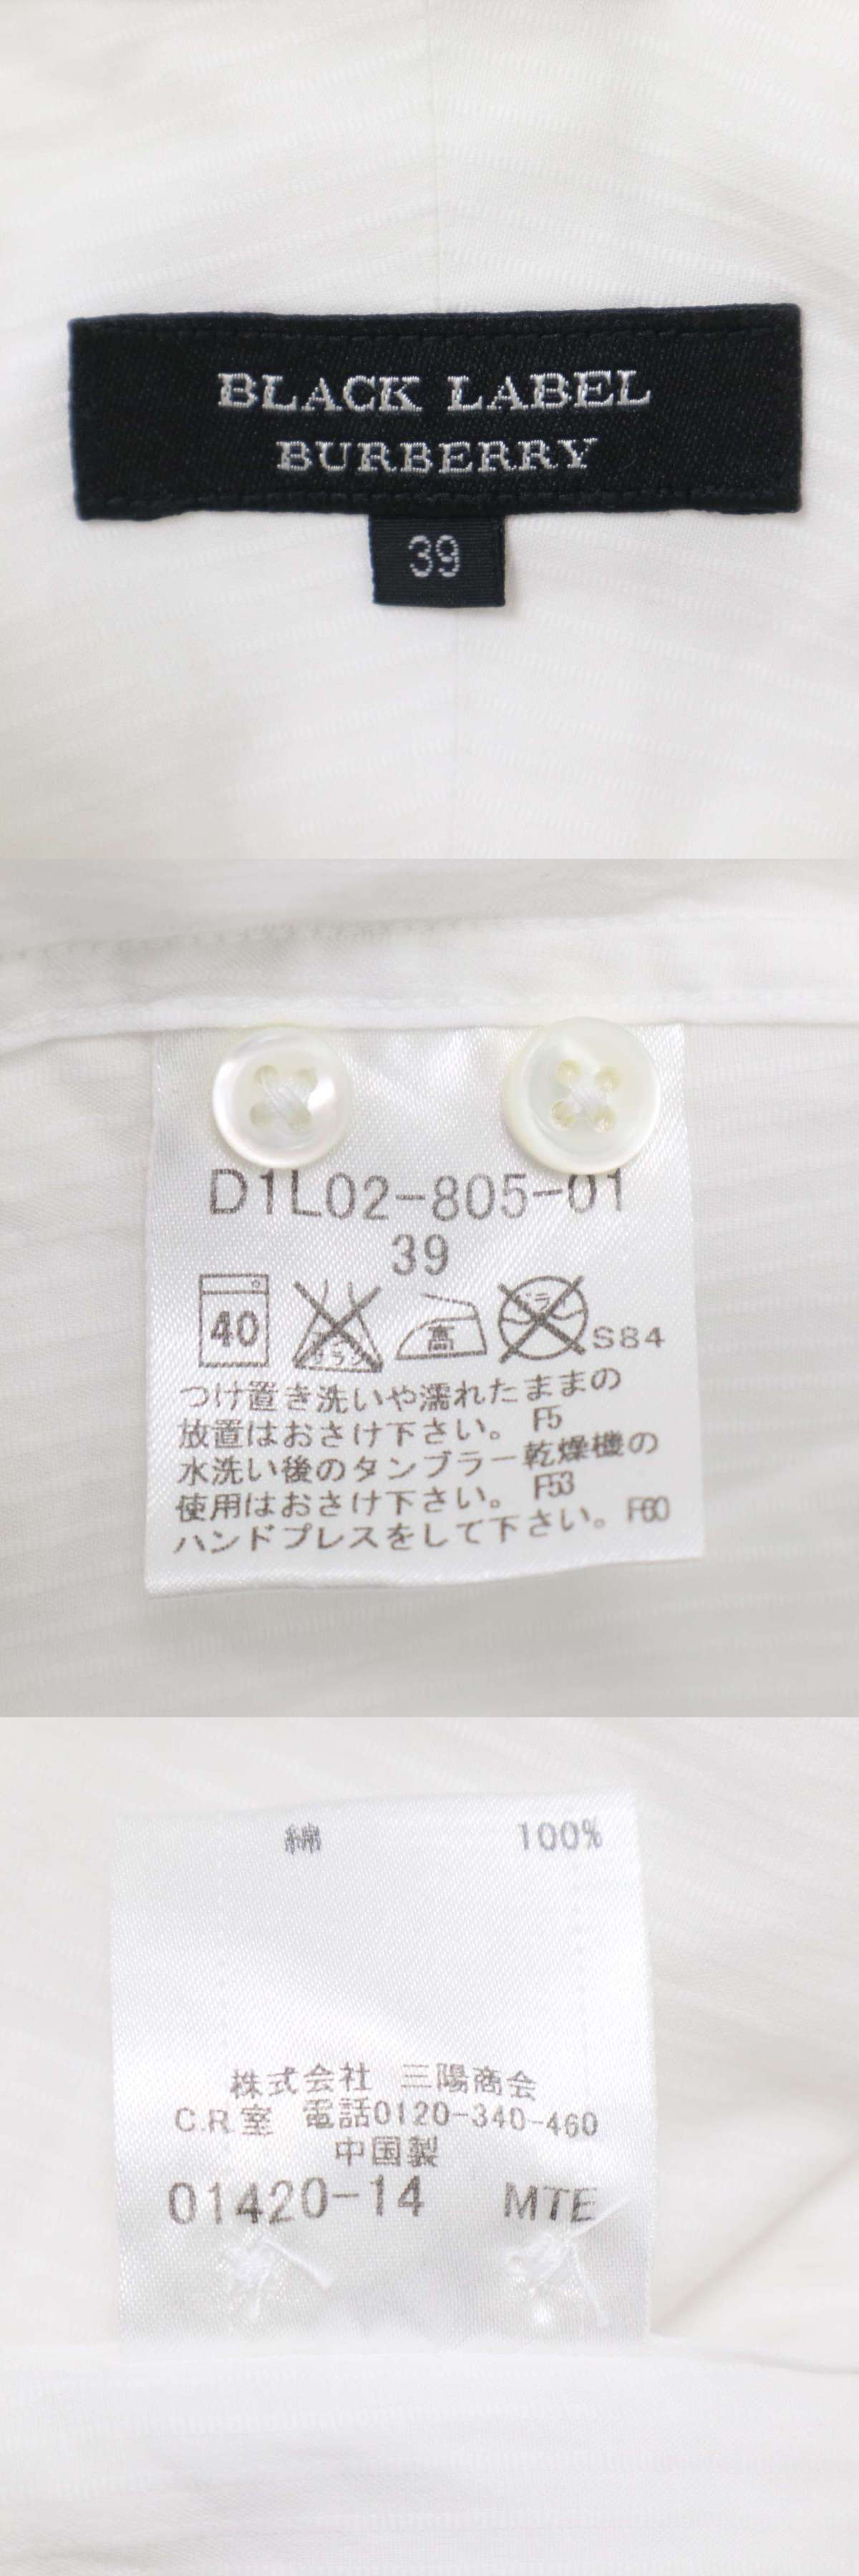 BLACK LABEL
BURBERRY
39
D1L02-805-01
39
40 高 S84
つけ置き洗いや濡れたままの
放置はおさけ下さい。 F5
水洗い後のタンブラー乾燥機の
使用はおさけ下さい。 F53
ハンドプレスをして下さい。 F60
綿 100%
株式会社 三陽商会
C.R.室 電話0120-340-460
中国製
01420-14 MTE